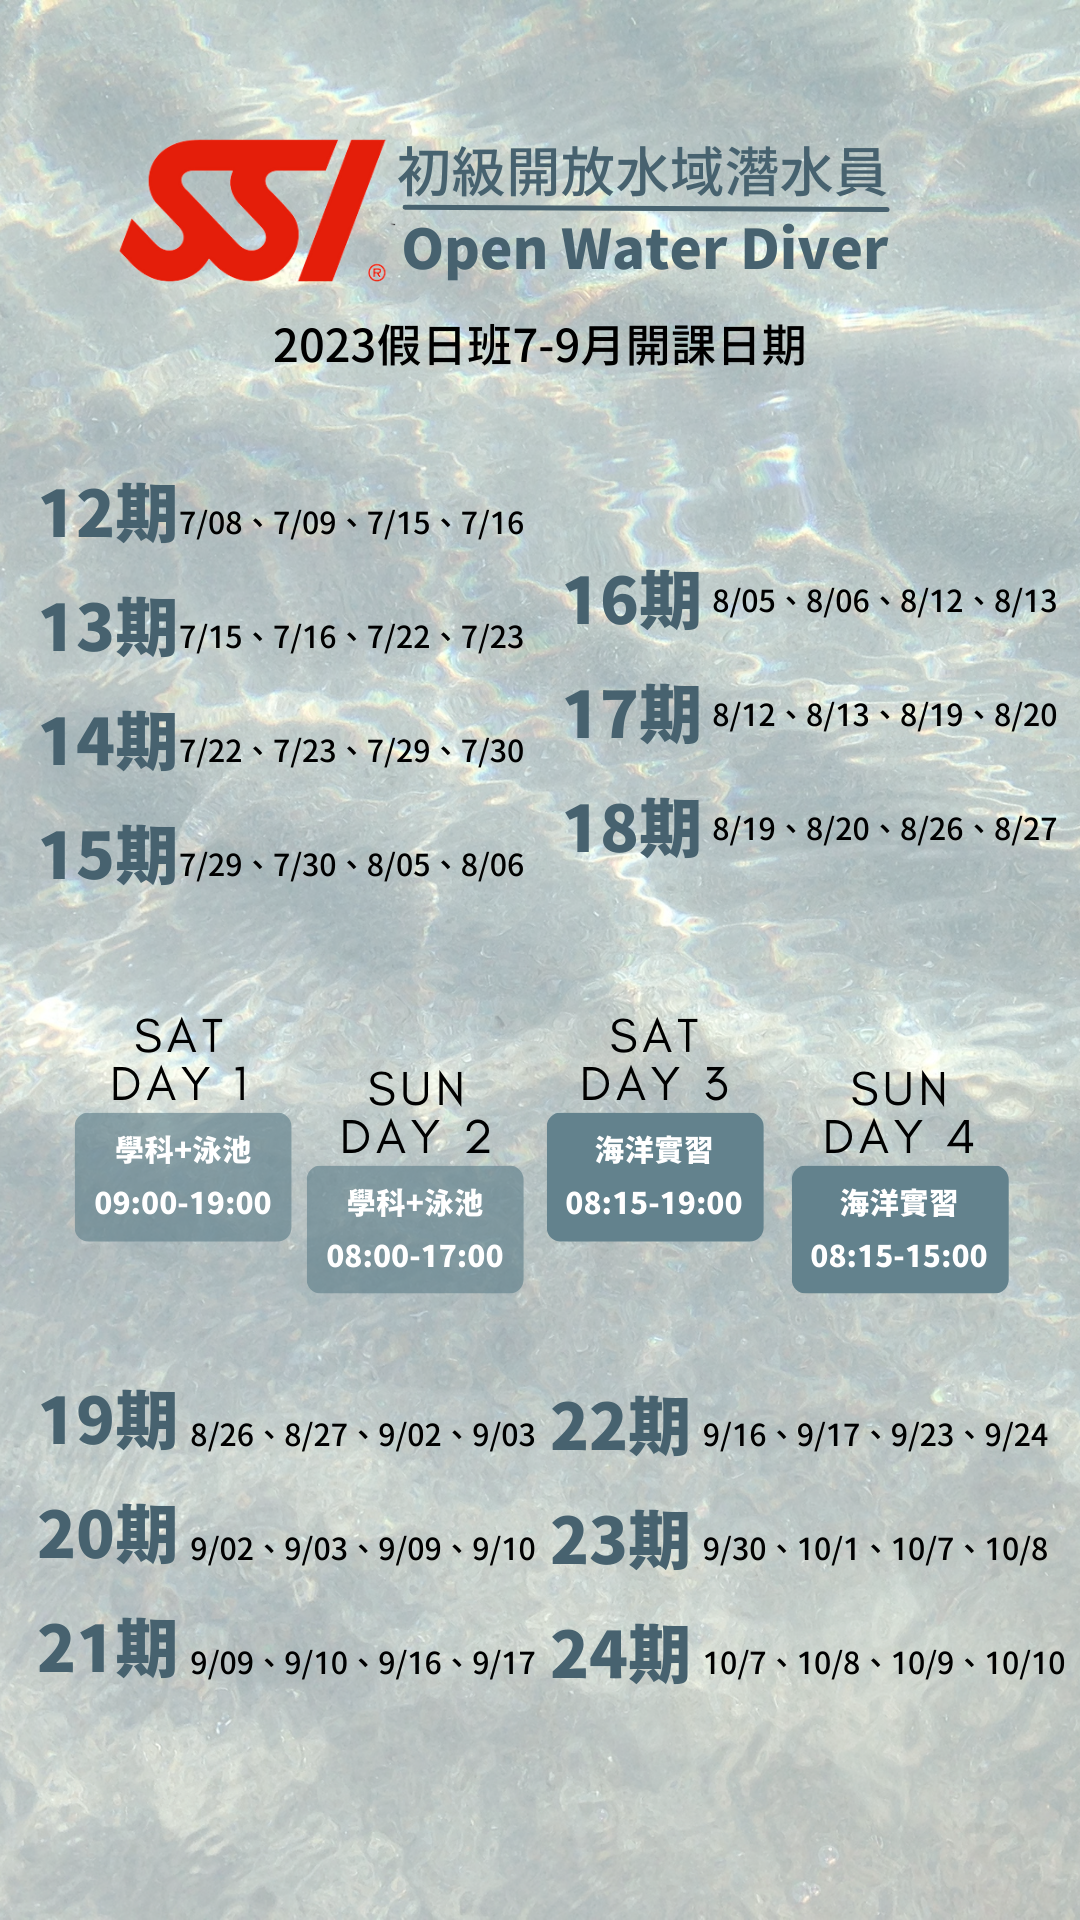 SSI®
初級開放水域潛水員
Open Water Diver
2023假日班7-9月開課日期
12期 7/08、7/09、7/15、7/16
13期 7/15、7/16、7/22、7/23
14期 7/22、7/23、7/29、7/30
15期 7/29、7/30、8/05、8/06
16期 8/05、8/06、8/12、8/13
17期 8/12、8/13、8/19、8/20
18期 8/19、8/20、8/26、8/27
SAT
DAY 1
學科+泳池
09:00-19:00
SUN
DAY 2
學科+泳池
08:00-17:00
SAT
DAY 3
海洋實習
08:15-19:00
SUN
DAY 4
海洋實習
08:15-15:00
19期 8/26、8/27、9/02、9/03
20期 9/02、9/03、9/09、9/10
21期 9/09、9/10、9/16、9/17
22期 9/16、9/17、9/23、9/24
23期 9/30、10/1、10/7、10/8
24期 10/7、10/8、10/9、10/10